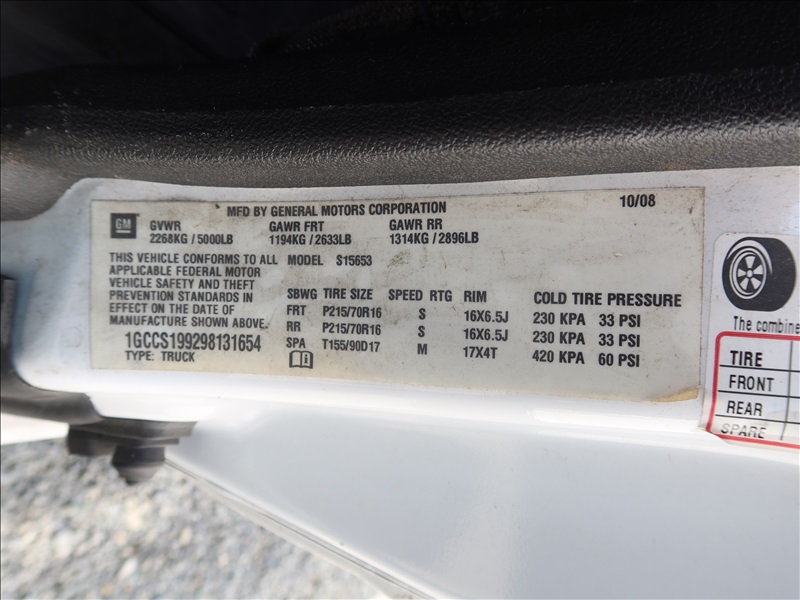 MFD BY GENERAL MOTORS CORPORATION 10/08
GM
GVWR GAWR FRT GAWR RR
2268KG / 5000LB 1194KG / 2633LB 1314KG / 2896LB
THIS VEHICLE CONFORMS TO ALL MODEL S15653
APPLICABLE FEDERAL MOTOR
VEHICLE SAFETY AND THEFT
PREVENTION STANDARDS IN
EFFECT ON THE DATE OF
MANUFACTURE SHOWN ABOVE.
1GCCS199298131654
TYPE: TRUCK
SBWG TIRE SIZE SPEED RTG RIM COLD TIRE PRESSURE
FRT P215/70R16 S 16X6.5J 230 KPA 33 PSI
RR P215/70R16 S 16X6.5J 230 KPA 33 PSI
SPA T155/90D17 M 17X4T 420 KPA 60 PSI
The combine
TIRE
FRONT
REAR
SPARE